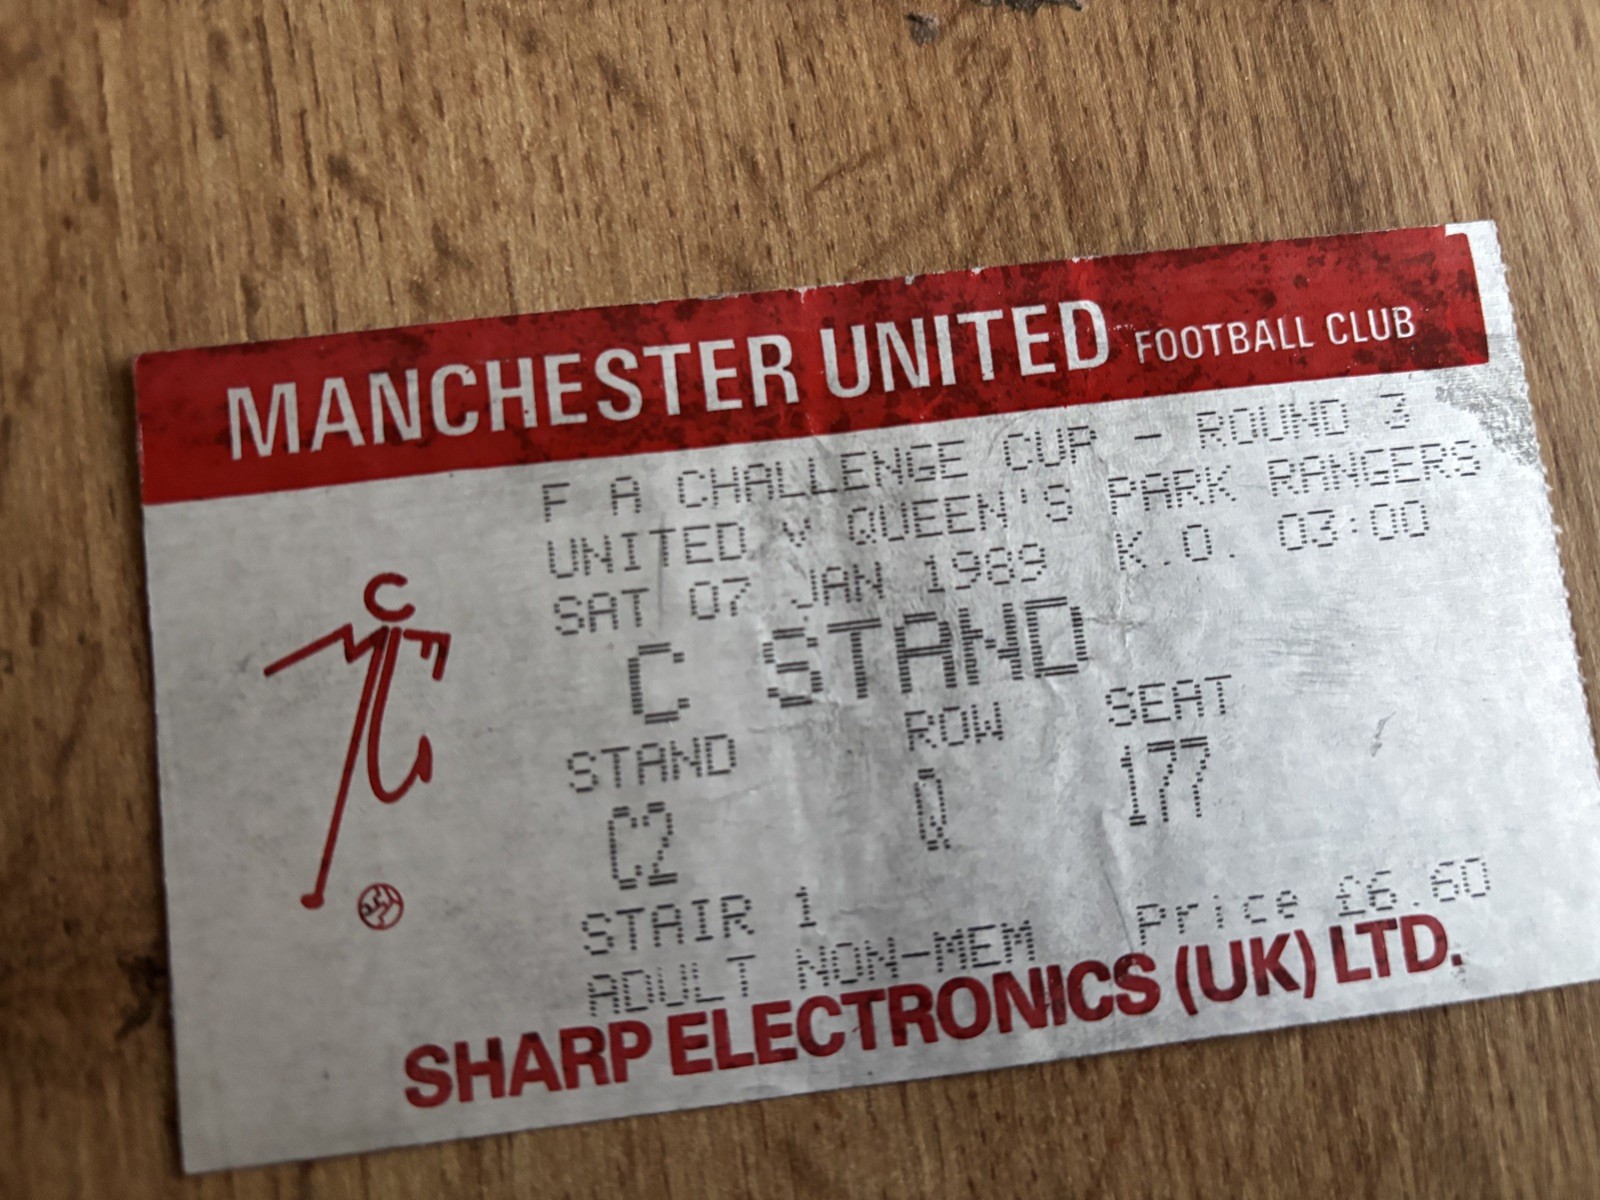 MANCHESTER UNITED FOOTBALL CLUB
F A CHALLENGE CUP - ROUND 3
UNITED v QUEEN'S PARK RANGERS
SAT 07 JAN 1989 K.O. 03:00
C STAND
STAND ROW SEAT
C2 177
STAIR 1
ADULT NON-MEM Price £6.60
SHARP ELECTRONICS (UK) LTD.